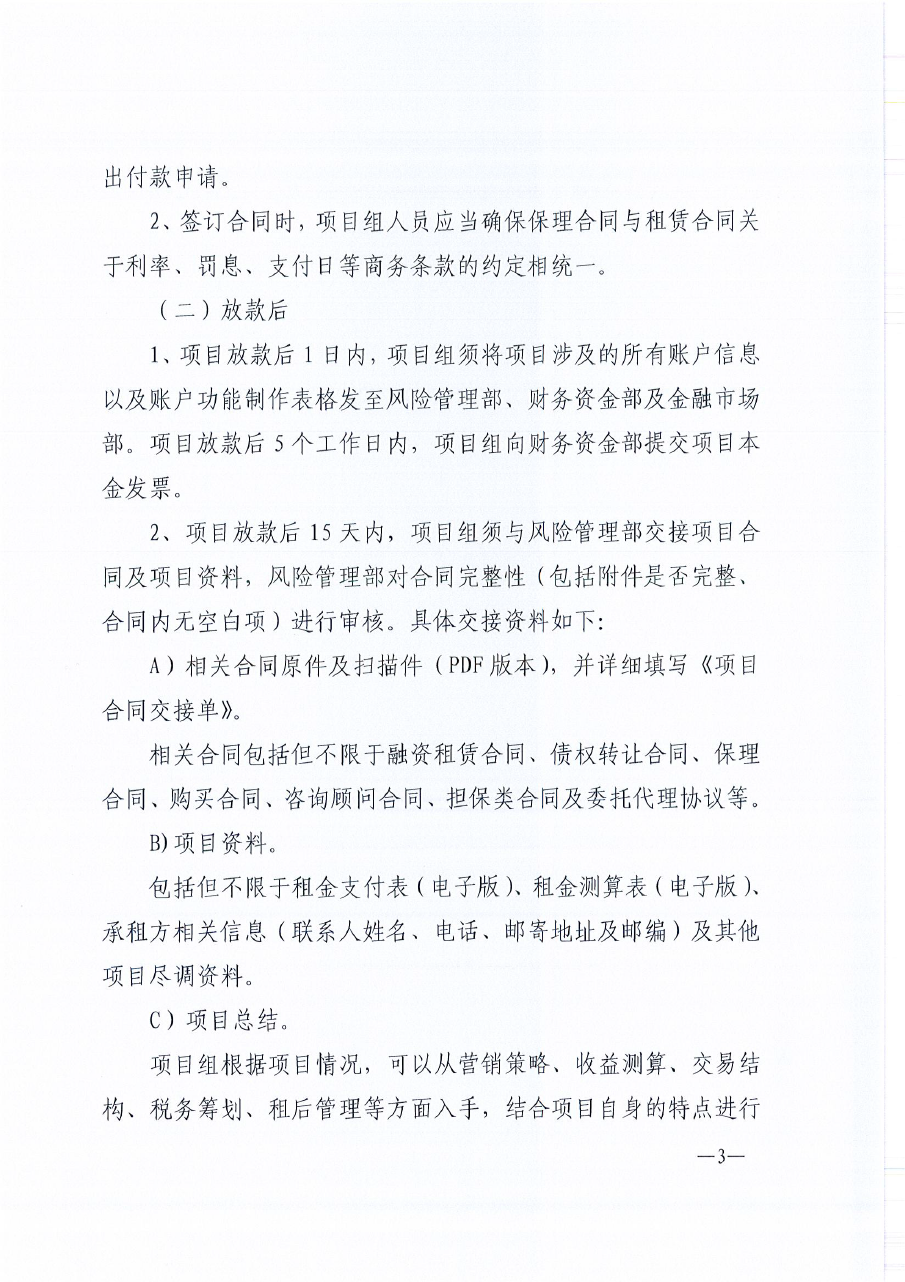 出付款申请。
2、签订合同时,项目组人员应当确保保理合同与租赁合同关
于利率、罚息、支付日等商务条款的约定相统一。
（二）放款后
1、项目放款后 1 日内,项目组须将项目涉及的所有账户信息
以及账户功能制作表格发至风险管理部、财务资金部及金融市场
部。项目放款后 5 个工作日内，项目组向财务资金部提交项目本
金发票。
2、项目放款后 15 天内，项目组须与风险管理部交接项目合
同及项目资料，风险管理部对合同完整性（包括附件是否完整、
合同内无空白项）进行审核。具体交接资料如下：
A）相关合同原件及扫描件（PDF 版本），并详细填写《项目
合同交接单》。
相关合同包括但不限于融资租赁合同、债权转让合同、保理
合同、购买合同、咨询顾问合同、担保类合同及委托代理协议等。
B)项目资料。
包括但不限于租金支付表（电子版）、租金测算表（电子版）、
承租方相关信息（联系人姓名、电话、邮寄地址及邮编）及其他
项目尽调资料。
C）项目总结。
项目组根据项目情况，可以从营销策略、收益测算、交易结
构、税务筹划、租后管理等方面入手，结合项目自身的特点进行
—3—